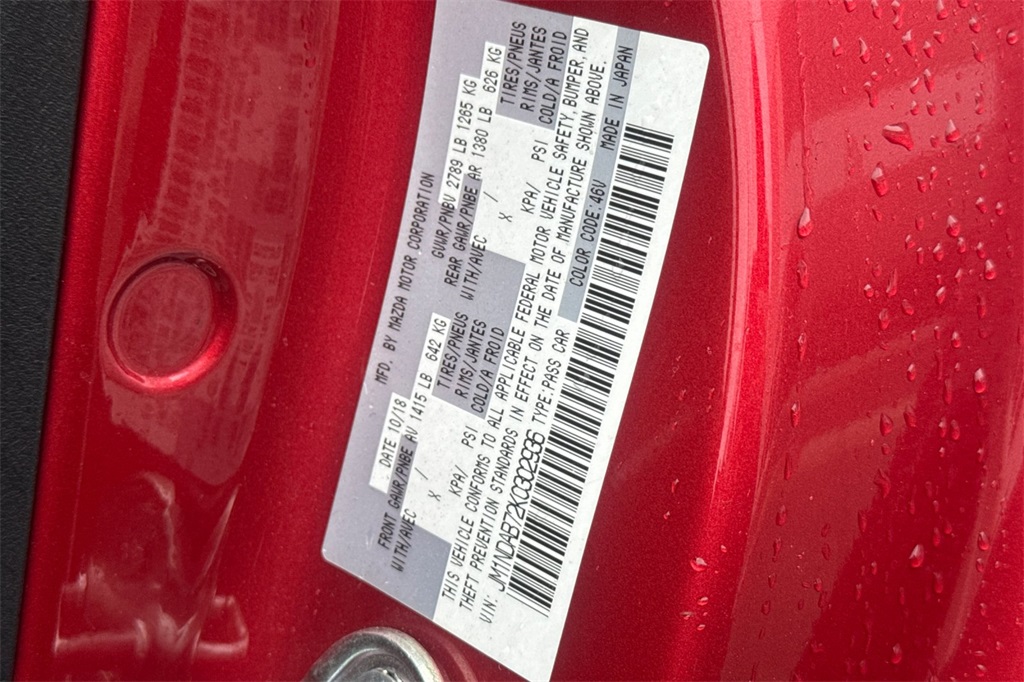 MFD. BY MAZDA MOTOR CORPORATION
DATE 10/18 GVWR/PNBV 2789 LB 1265 KG
FRONT GAWR/PNBE AV 1415 LB 642 KG REAR GAWR/PNBE AR 1380 LB 626 KG
WITH/AVEC TIRES/PNEUS WITH/AVEC TIRES/PNEUS
X / RIMS/JANTES X / RIMS/JANTES
KPA/ PSI COLD/A FROID KPA/ PSI COLD/A FROID
THIS VEHICLE CONFORMS TO ALL APPLICABLE FEDERAL MOTOR VEHICLE SAFETY, BUMPER, AND
THEFT PREVENTION STANDARDS IN EFFECT ON THE DATE OF MANUFACTURE SHOWN ABOVE.
VIN: JM1NDAB72K0302936 TYPE:PASS CAR COLOR CODE:46V MADE IN JAPAN